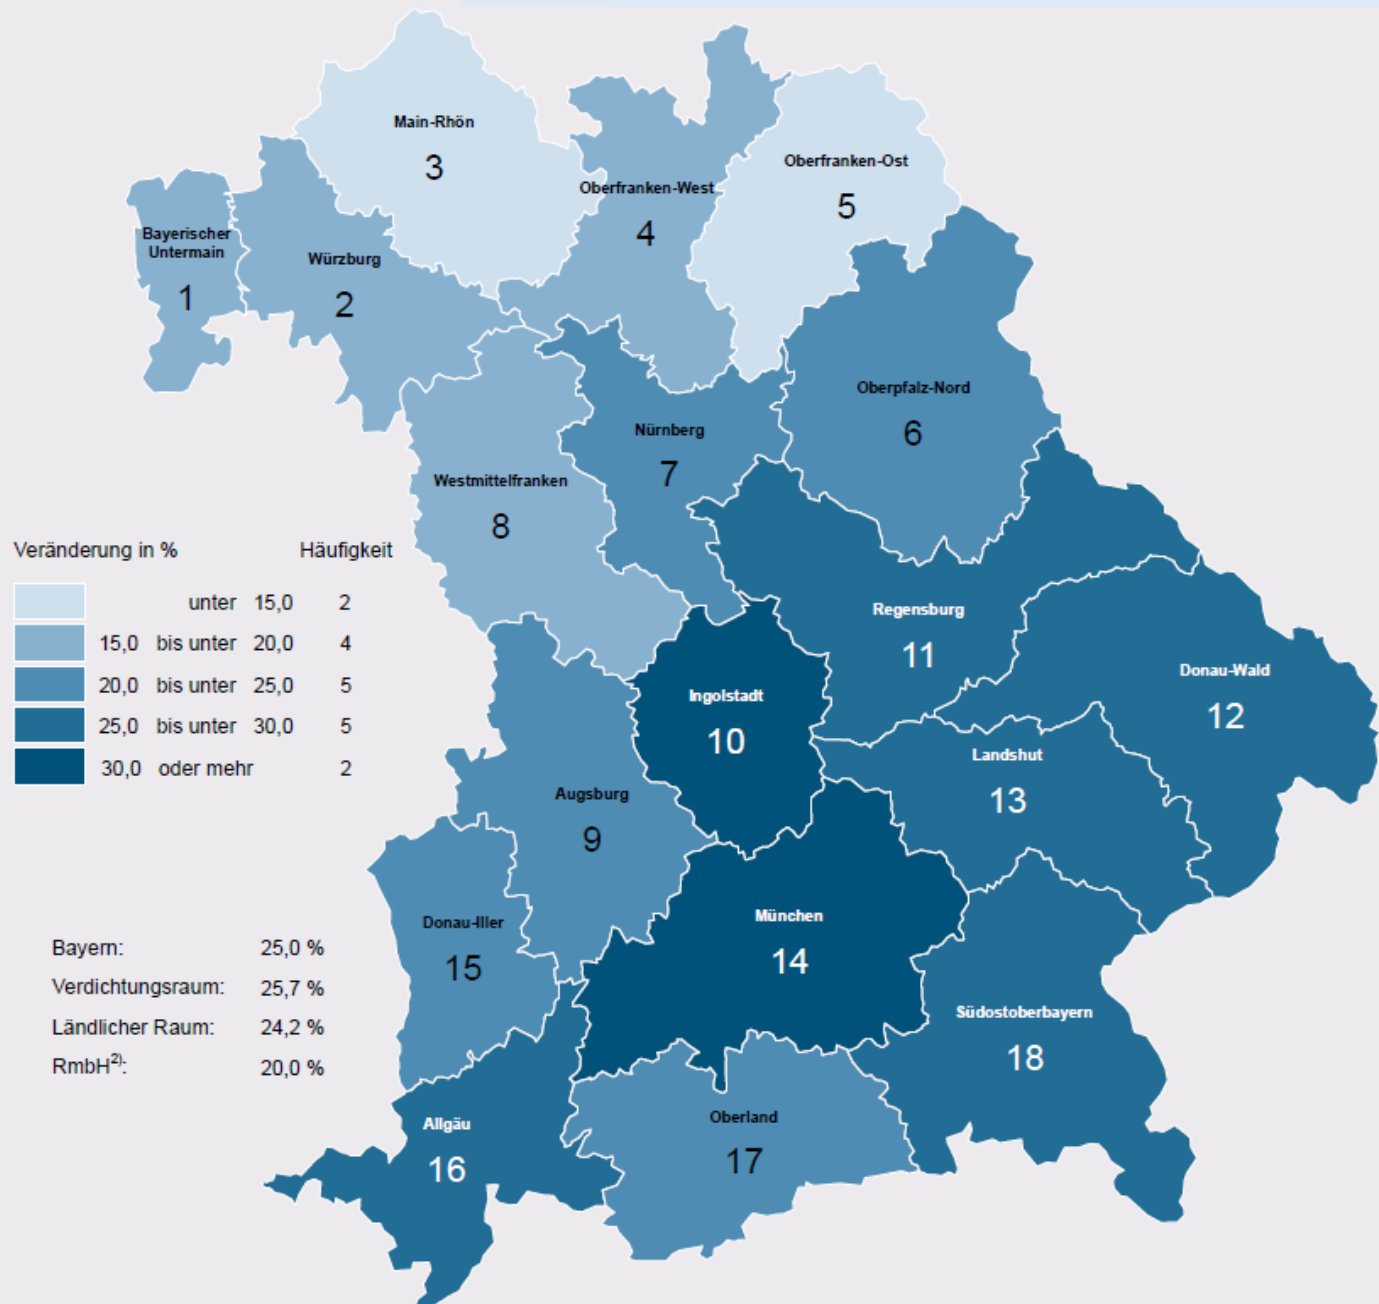 Main-Rhön
3
Oberfranken-Ost
5
Oberfranken-West
4
Bayerischer
Untermain
1
Würzburg
2
Oberpfalz-Nord
6
Nürnberg
7
Westmittelfranken
8
Veränderung in % Häufigkeit
unter 15,0 2
15,0 bis unter 20,0 4
20,0 bis unter 25,0 5
25,0 bis unter 30,0 5
30,0 oder mehr 2
Regensburg
11
Donau-Wald
12
Ingolstadt
10
Landshut
13
Augsburg
9
München
14
Donau-Iller
15
Bayern: 25,0 %
Verdichtungsraum: 25,7 %
Ländlicher Raum: 24,2 %
RmbH²⁾: 20,0 %
Südostoberbayern
18
Allgäu
16
Oberland
17